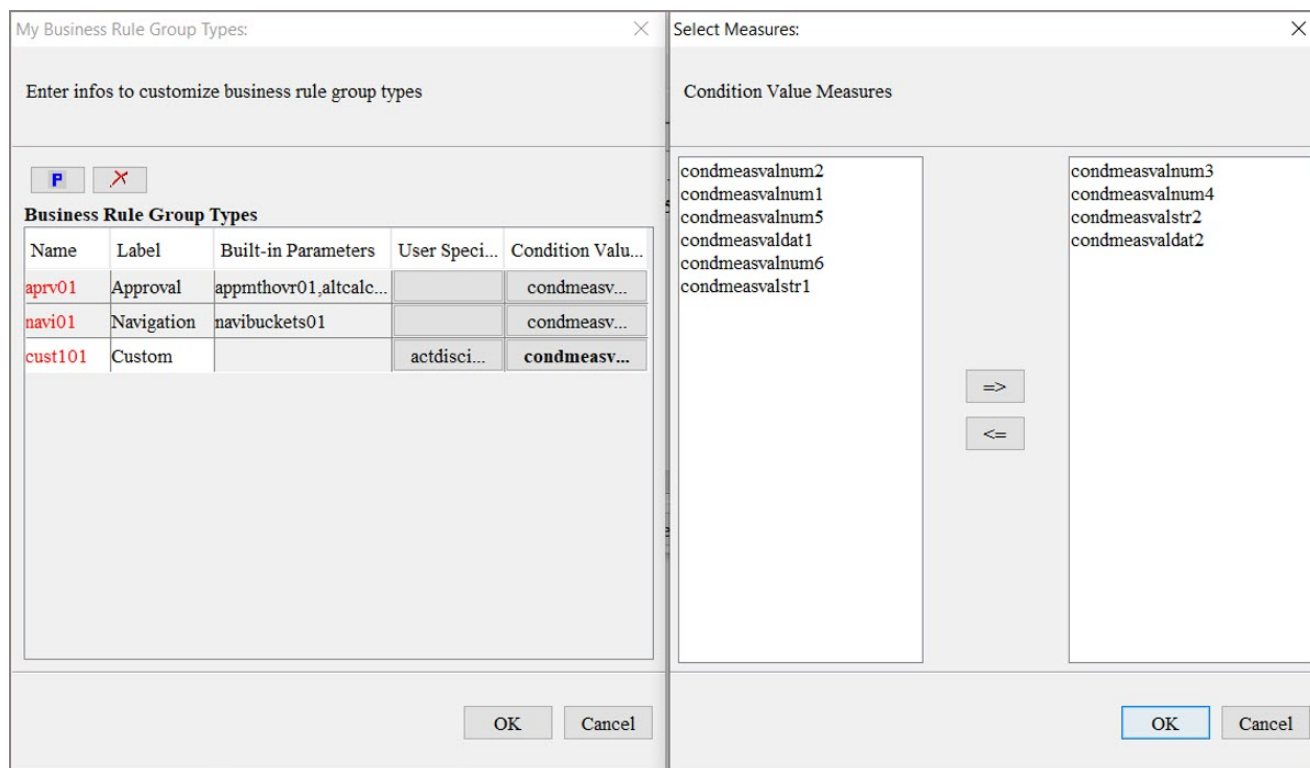 My Business Rule Group Types:
Enter infos to customize business rule group types
P
Business Rule Group Types
Name Label Built-in Parameters User Speci... Condition Valu...
aprv01 Approval appmthovr01,altcalc... condmeasv...
navi01 Navigation navibuckets01 condmeasv...
cust101 Custom actdisci... condmeasv...
OK Cancel
Select Measures:
Condition Value Measures
condmeasvalnum2
condmeasvalnum1
condmeasvalnum5
condmeasvaldat1
condmeasvalnum6
condmeasvalstr1
=>
<=
condmeasvalnum3
condmeasvalnum4
condmeasvalstr2
condmeasvaldat2
OK Cancel